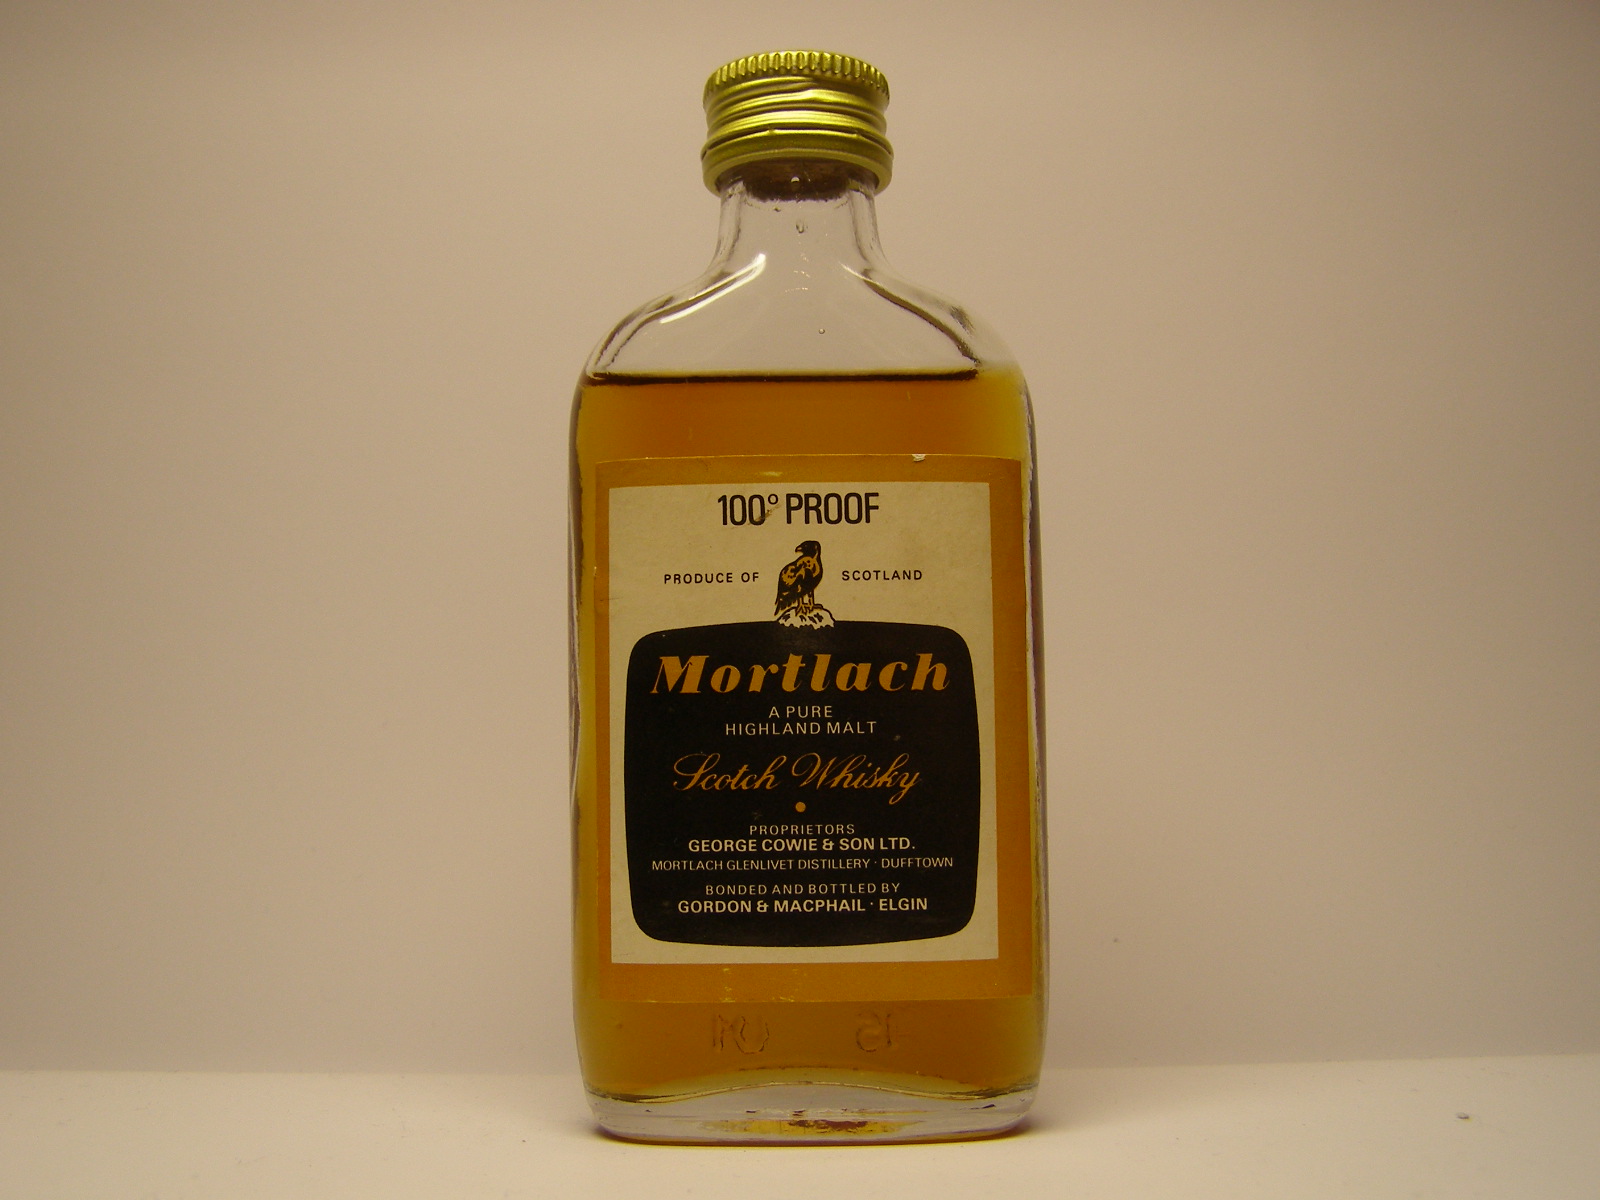 100° PROOF
PRODUCE OF SCOTLAND
Mortlach
A PURE
HIGHLAND MALT
Scotch Whisky
PROPRIETORS
GEORGE COWIE & SON LTD.
MORTLACH GLENLIVET DISTILLERY · DUFFTOWN
BONDED AND BOTTLED BY
GORDON & MACPHAIL · ELGIN